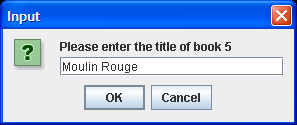 Input
Please enter the title of book 5
Moulin Rouge
OK Cancel